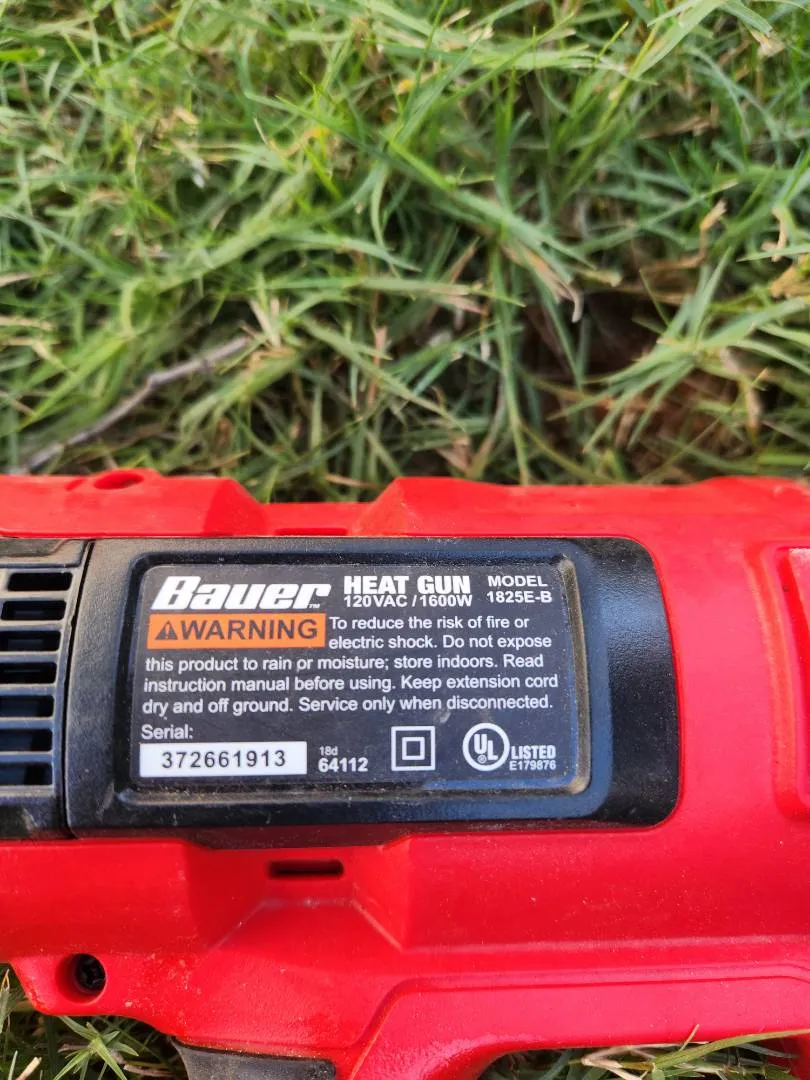 Bauer™ HEAT GUN MODEL
120VAC / 1600W 1825E-B
WARNING To reduce the risk of fire or
electric shock. Do not expose
this product to rain or moisture; store indoors. Read
instruction manual before using. Keep extension cord
dry and off ground. Service only when disconnected.
Serial:
372661913
18d
64112
UL LISTED
E179876